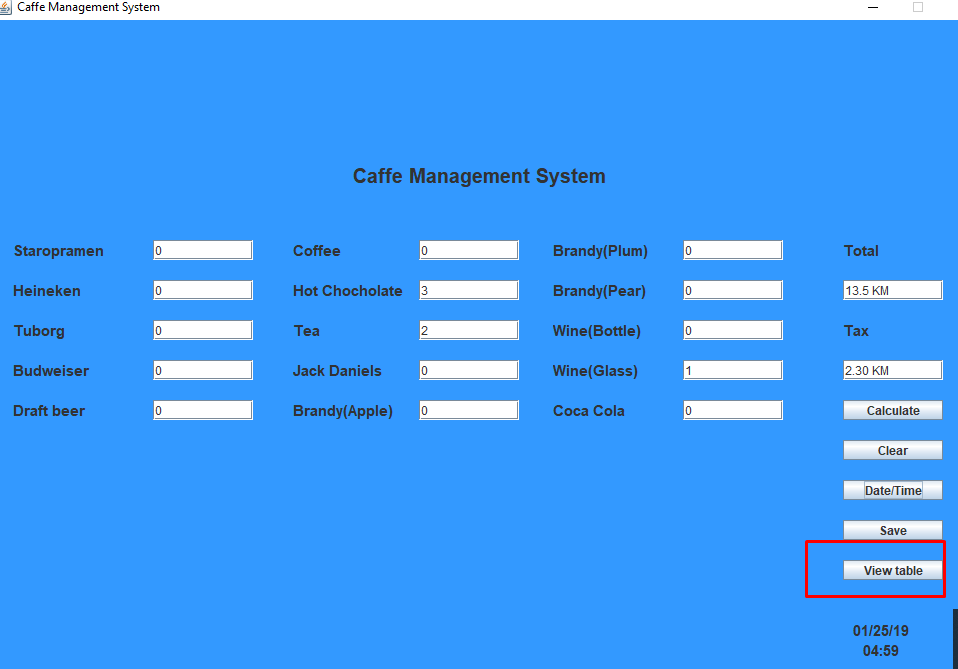 Caffe Management System
Caffe Management System
Staropramen 0 Coffee 0 Brandy(Plum) 0 Total
Heineken 0 Hot Chocholate 3 Brandy(Pear) 0 13.5 KM
Tuborg 0 Tea 2 Wine(Bottle) 0 Tax
Budweiser 0 Jack Daniels 0 Wine(Glass) 1 2.30 KM
Draft beer 0 Brandy(Apple) 0 Coca Cola 0 Calculate
Clear
Date/Time
Save
View table
01/25/19
04:59